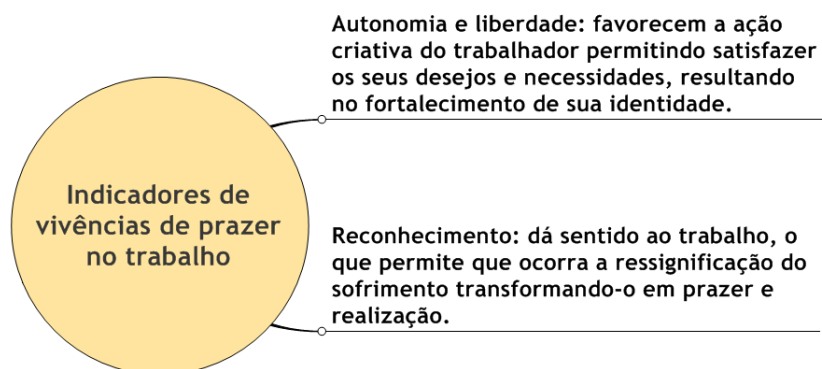 Autonomia e liberdade: favorecem a ação
criativa do trabalhador permitindo satisfazer
os seus desejos e necessidades, resultando
no fortalecimento de sua identidade.
Indicadores de
vivências de prazer
no trabalho
Reconhecimento: dá sentido ao trabalho, o
que permite que ocorra a ressignificação do
sofrimento transformando-o em prazer e
realização.